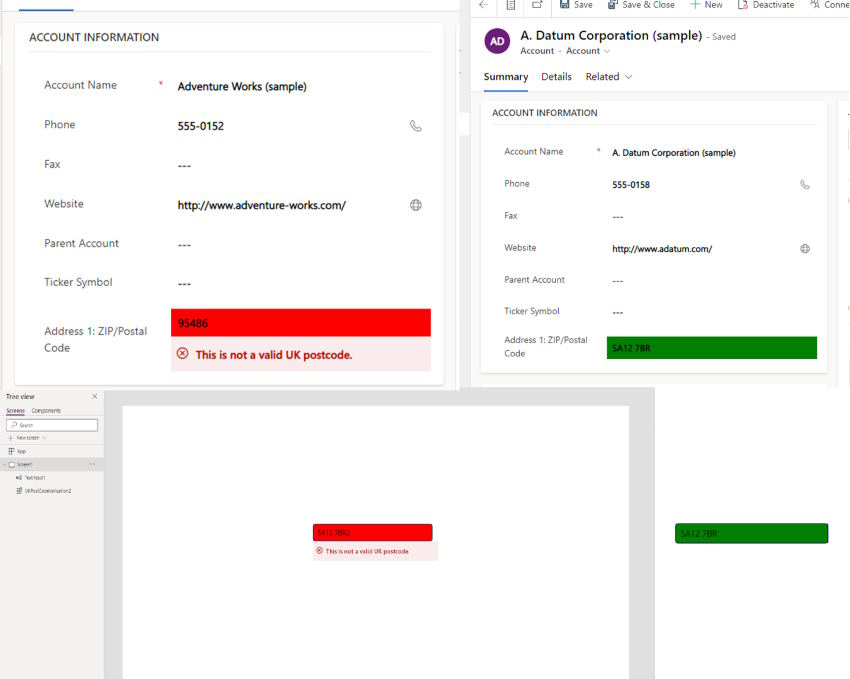 ACCOUNT INFORMATION
Account Name * Adventure Works (sample)
Phone 555-0152
Fax ---
Website http://www.adventure-works.com/
Parent Account ---
Ticker Symbol ---
Address 1: ZIP/Postal Code 95486
This is not a valid UK postcode.
Save Save & Close New Deactivate Conne
AD A. Datum Corporation (sample) - Saved
Account · Account
Summary Details Related
ACCOUNT INFORMATION
Account Name * A. Datum Corporation (sample)
Phone 555-0158
Fax ---
Website http://www.adatum.com/
Parent Account ---
Ticker Symbol ---
Address 1: ZIP/Postal Code SA12 7BR
Tree view
Screens Components
Search
New screen
App
Screen1
TextInput1
SA12 7BR2
This is not a valid UK postcode.
SA12 7BR